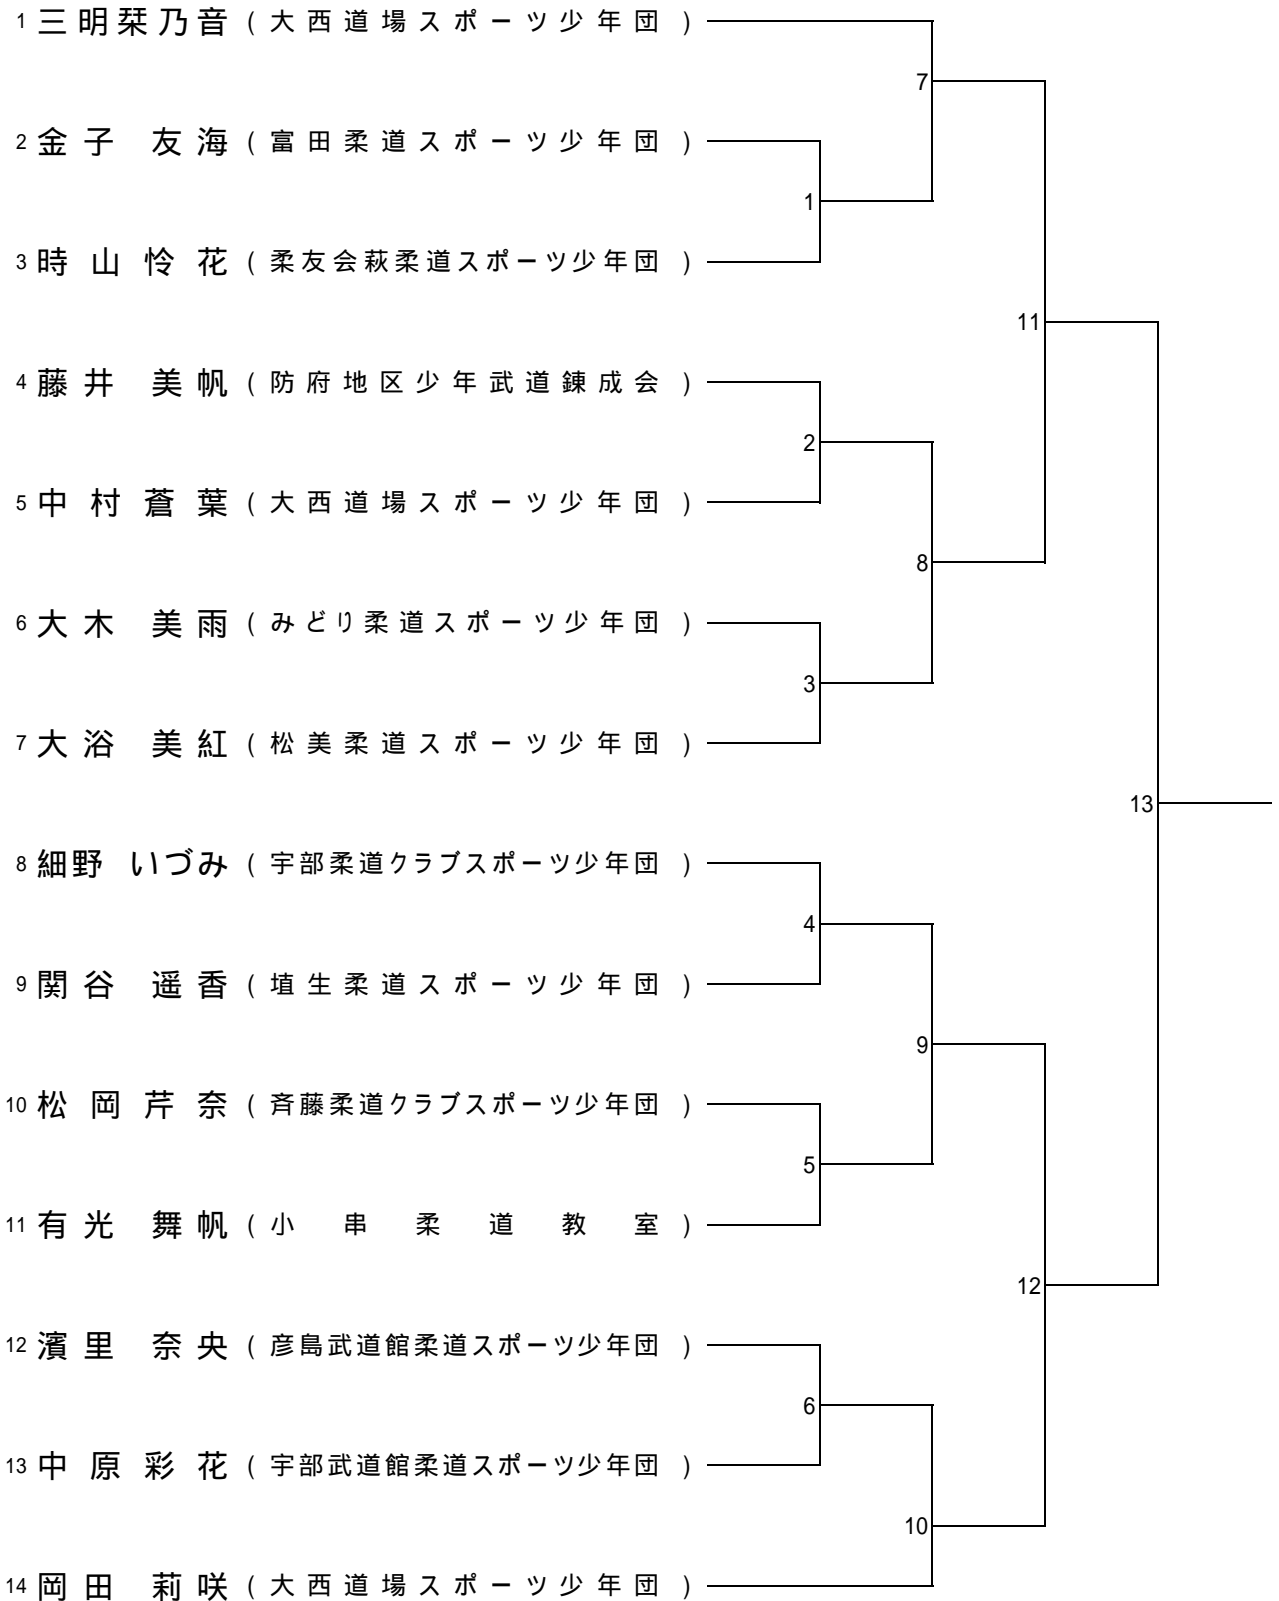 1 三明栞乃音 ( 大西道場スポーツ少年団 )
7
2 金子 友海 ( 富田柔道スポーツ少年団 )
1
3 時山怜花 ( 柔友会萩柔道スポーツ少年団 )
11
4 藤井 美帆 ( 防府地区少年武道錬成会 )
2
5 中村蒼葉 ( 大西道場スポーツ少年団 )
8
6 大木 美雨 ( みどり柔道スポーツ少年団 )
3
7 大浴 美紅 ( 松美柔道スポーツ少年団 )
13
8 細野 いづみ ( 宇部柔道クラブスポーツ少年団 )
4
9 関谷 遥香 ( 埴生柔道スポーツ少年団 )
9
10 松岡芹奈 ( 斉藤柔道クラブスポーツ少年団 )
5
11 有光 舞帆 ( 小串柔道教室 )
12
12 濱里 奈央 ( 彦島武道館柔道スポーツ少年団 )
6
13 中原彩花 ( 宇部武道館柔道スポーツ少年団 )
10
14 岡田 莉咲 ( 大西道場スポーツ少年団 )